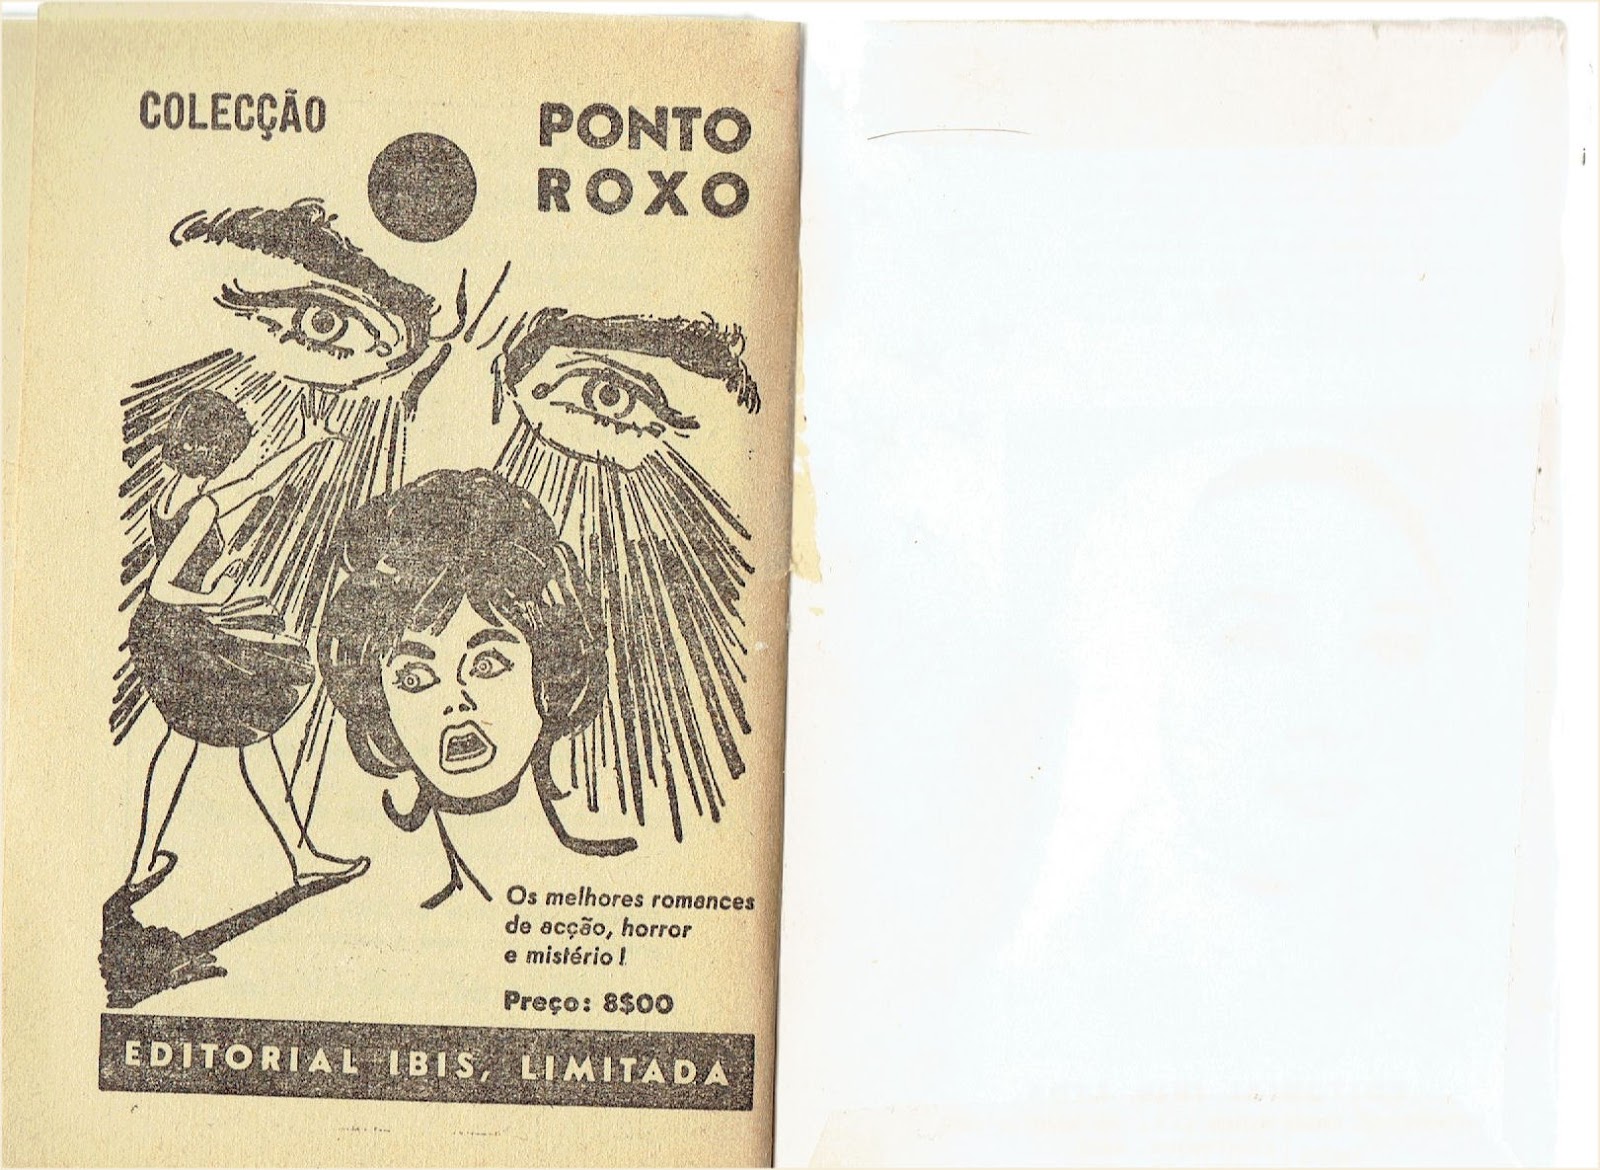 COLECÇÃO
PONTO
ROXO
Os melhores romances
de acção, horror
e mistério!
Preço: 8$00
EDITORIAL IBIS, LIMITADA